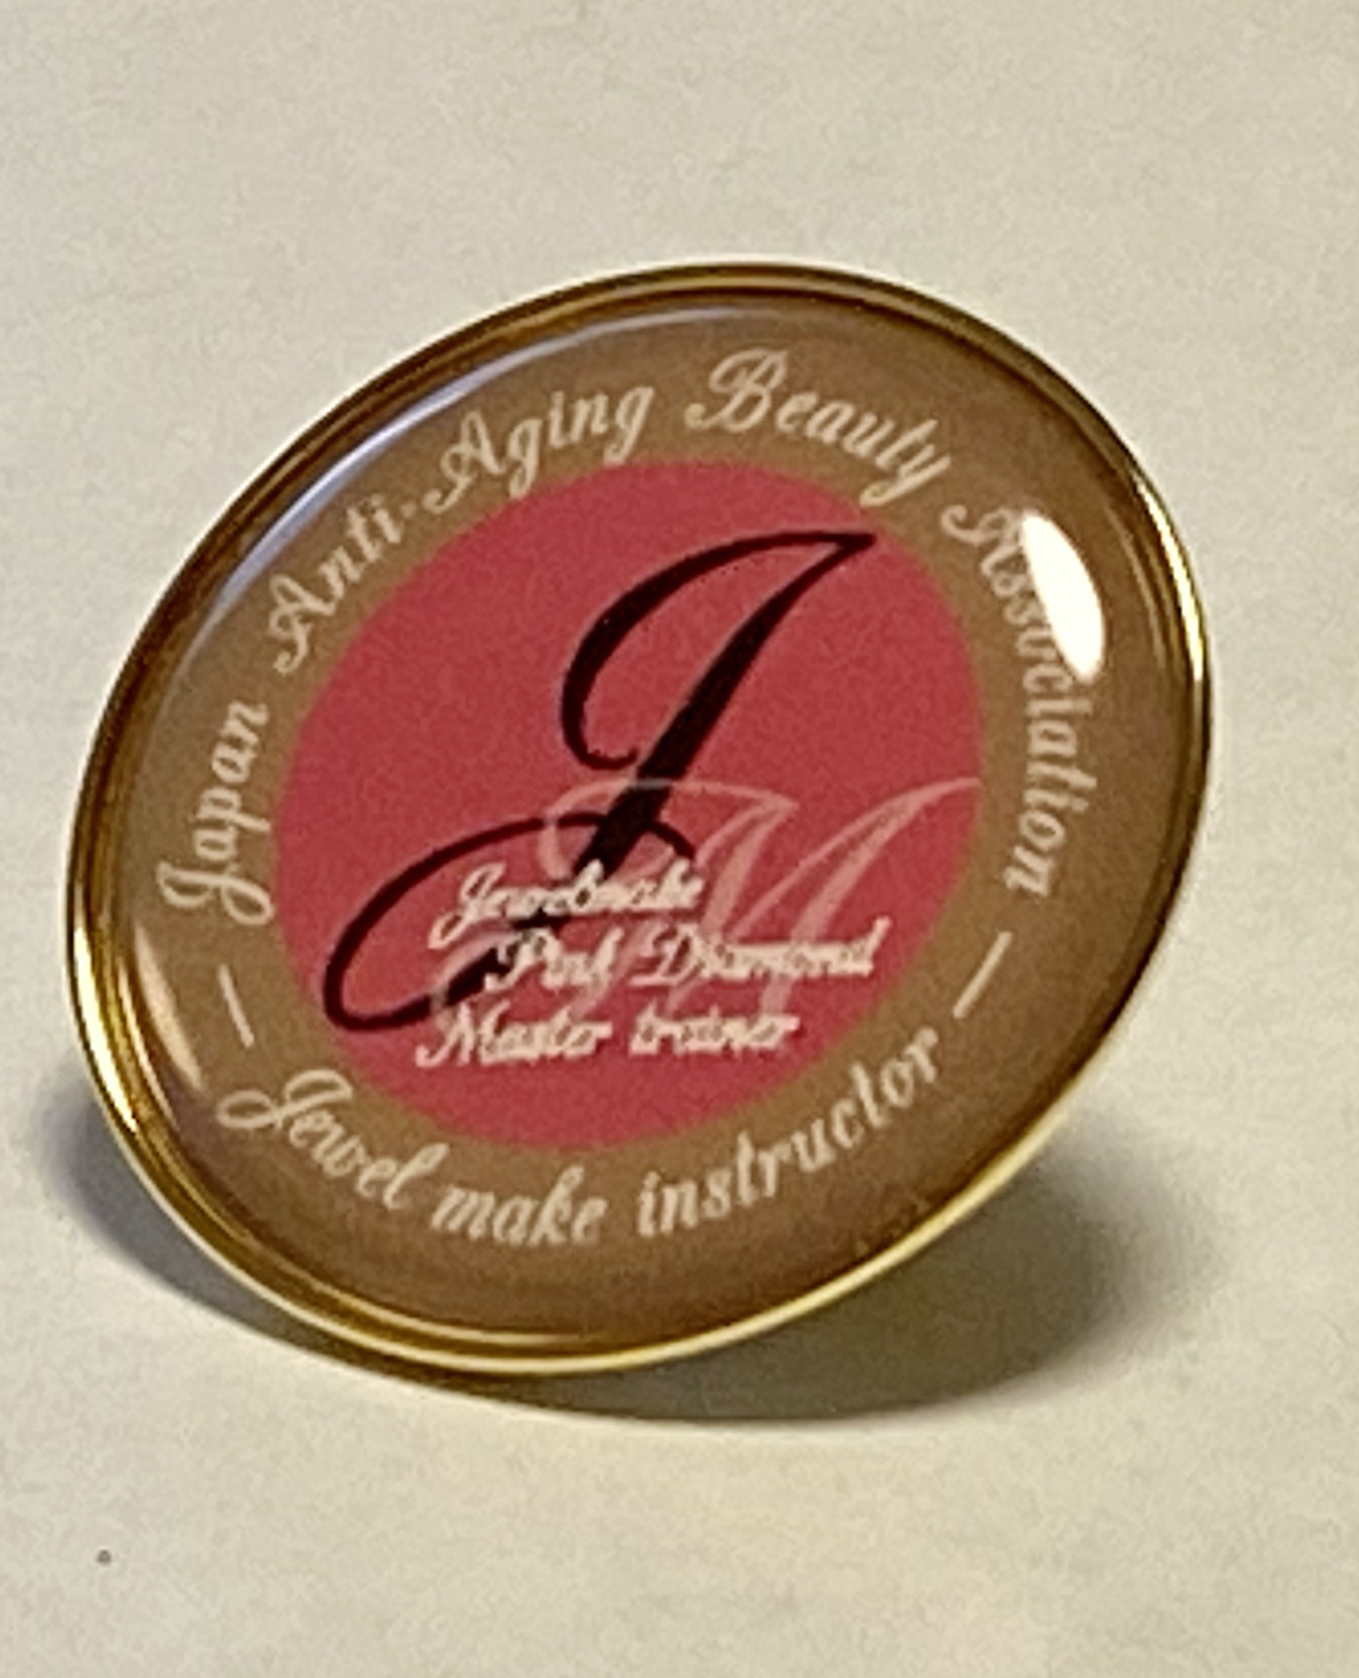 Japan Anti-Aging Beauty Association
J
M
Jewelmake
Pink Diamond
Master trainer
Jewel make instructor